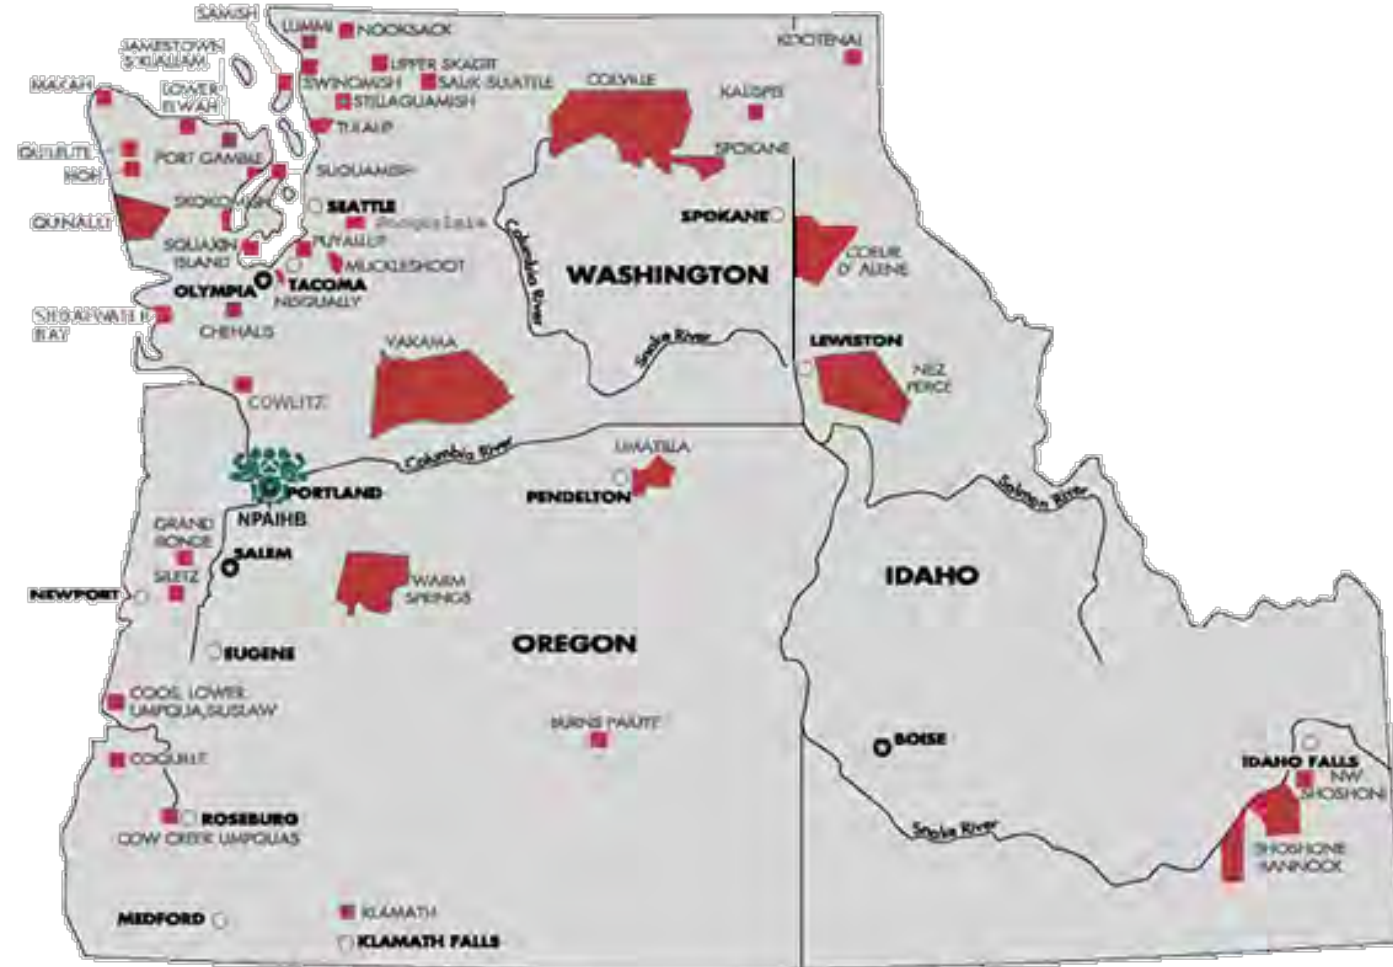 SAMISH
LUMMI
NOOKSACK
KOOTENAI
JAMESTOWN
S'KLALLAM
UPPER SKAGIT
MAKAH
LOWER
ELWAH
SWINOMISH
SAUK-SUIATTLE
COLVILLE
KALISPEL
STILLAGUAMISH
TULALIP
QUILEUTE
PORT GAMBLE
SPOKANE
HOH
SUQUAMISH
SKOKOMISH
SEATTLE
SPOKANE
QUINAULT
Snoqualmie
SQUAXIN
ISLAND
PUYALLUP
MUCKLESHOOT
Columbia River
WASHINGTON
COEUR
D' ALENE
OLYMPIA
TACOMA
NISQUALLY
SHOALWATER
BAY
CHEHALIS
YAKAMA
Snake River
LEWISTON
NEZ
PERCE
COWLITZ
Columbia River
UMATILLA
PORTLAND
PENDELTON
Salmon River
NPAIHB
GRAND
RONDE
SALEM
SILETZ
WARM
SPRINGS
IDAHO
NEWPORT
EUGENE
OREGON
COOS, LOWER
UMPQUA, SIUSLAW
BURNS PAIUTE
BOISE
COQUILLE
IDAHO FALLS
NW
SHOSHONI
ROSEBURG
COW CREEK UMPQUAS
Snake River
SHOSHONE
BANNOCK
MEDFORD
KLAMATH
KLAMATH FALLS